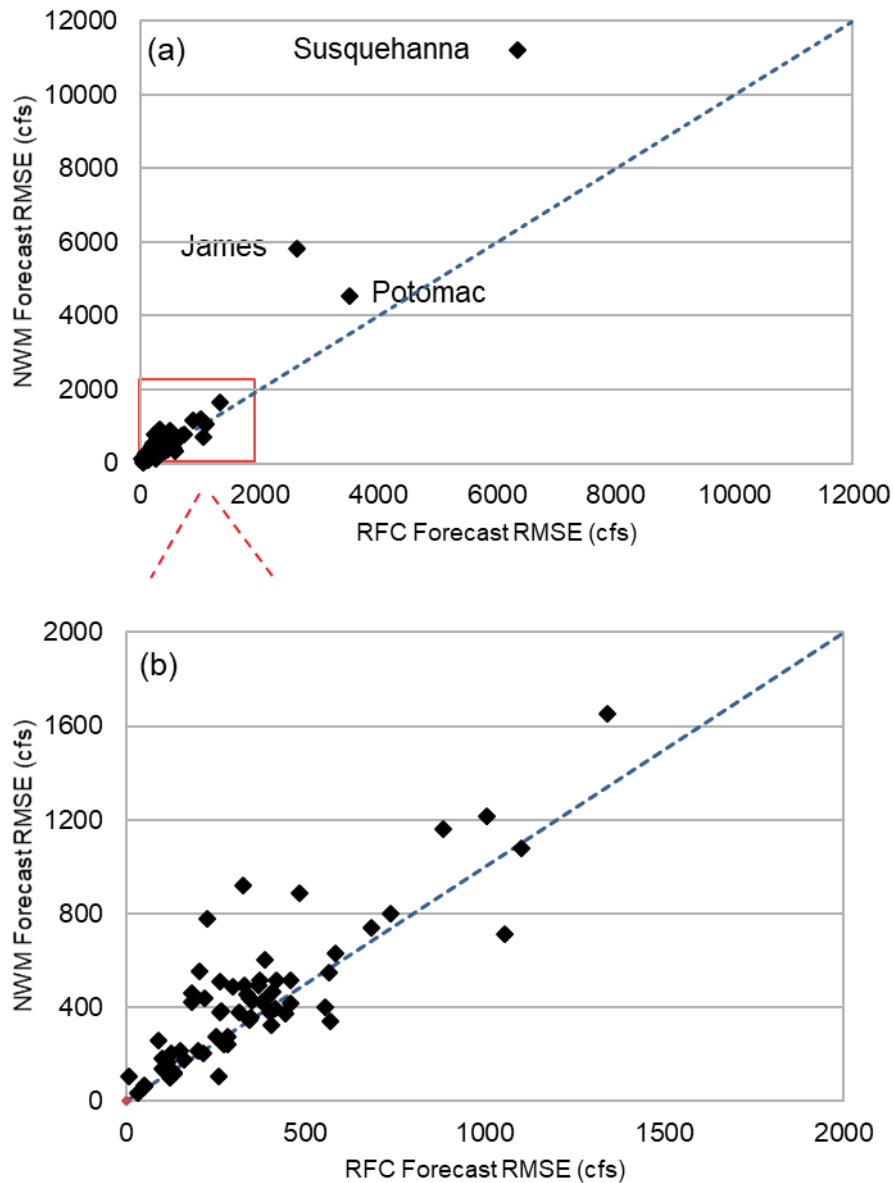 12000
(a)
Susquehanna
10000
8000
6000
James
Potomac
4000
2000
0
NWM Forecast RMSE (cfs)
0 2000 4000 6000 8000 10000 12000
RFC Forecast RMSE (cfs)
2000
(b)
1600
1200
800
400
0
NWM Forecast RMSE (cfs)
0 500 1000 1500 2000
RFC Forecast RMSE (cfs)